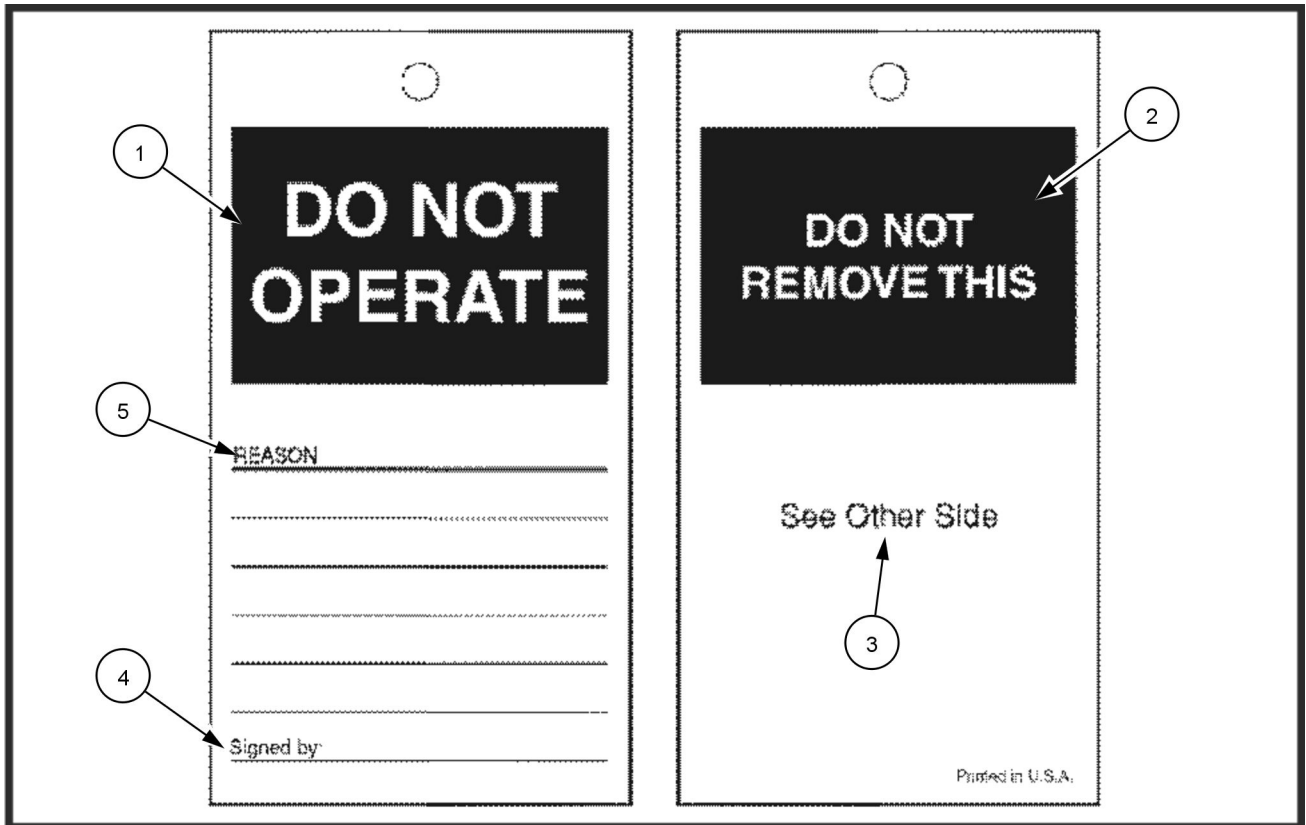 1
DO NOT
OPERATE
5
REASON
4
Signed by:
2
DO NOT
REMOVE THIS
See Other Side
3
Printed in U.S.A.